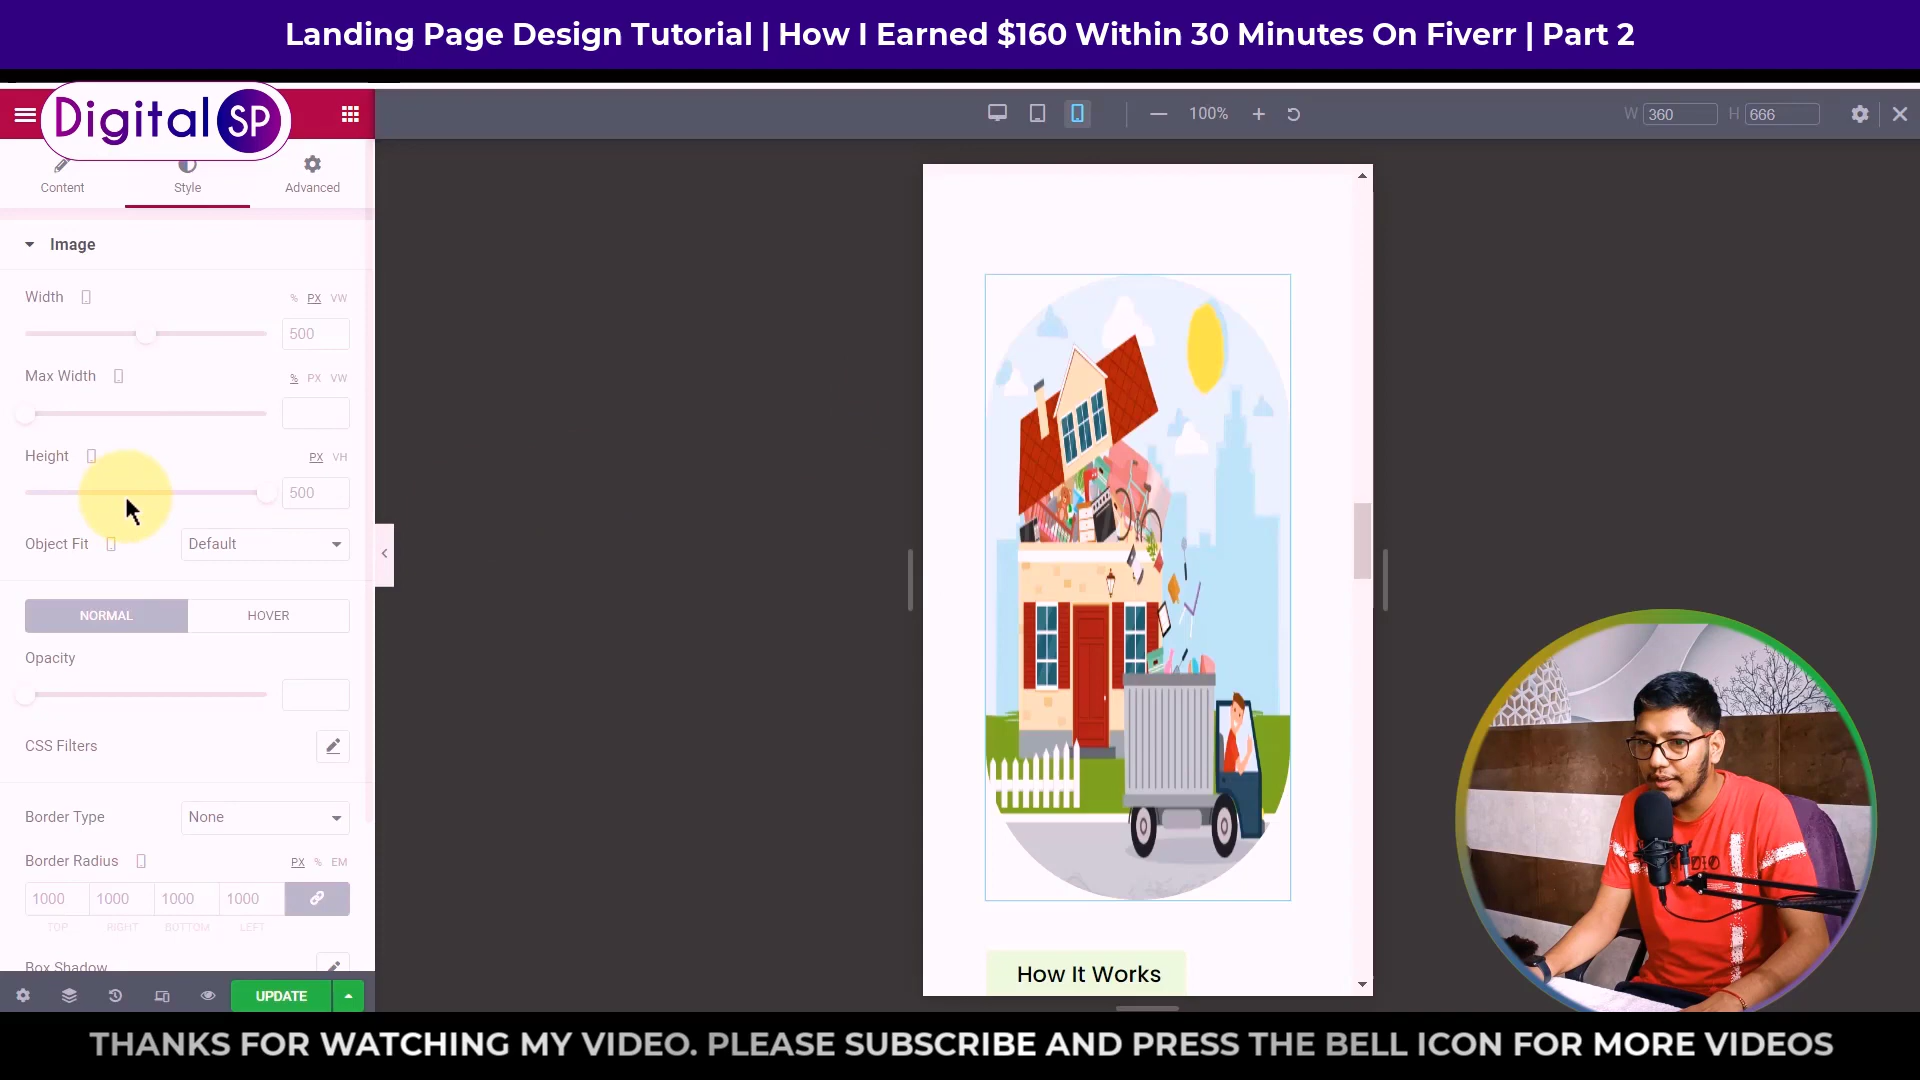 Landing Page Design Tutorial | How I Earned $160 Within 30 Minutes On Fiverr | Part 2
Digital SP
100%
W 360 H 666
Content Style Advanced
Image
Width % PX VW
500
Max Width % PX VW
Height PX VH
500
Object Fit Default
NORMAL HOVER
Opacity
CSS Filters
Border Type None
Border Radius PX % EM
1000 1000 1000 1000
TOP RIGHT BOTTOM LEFT
Box Shadow
UPDATE
How It Works
THANKS FOR WATCHING MY VIDEO. PLEASE SUBSCRIBE AND PRESS THE BELL ICON FOR MORE VIDEOS